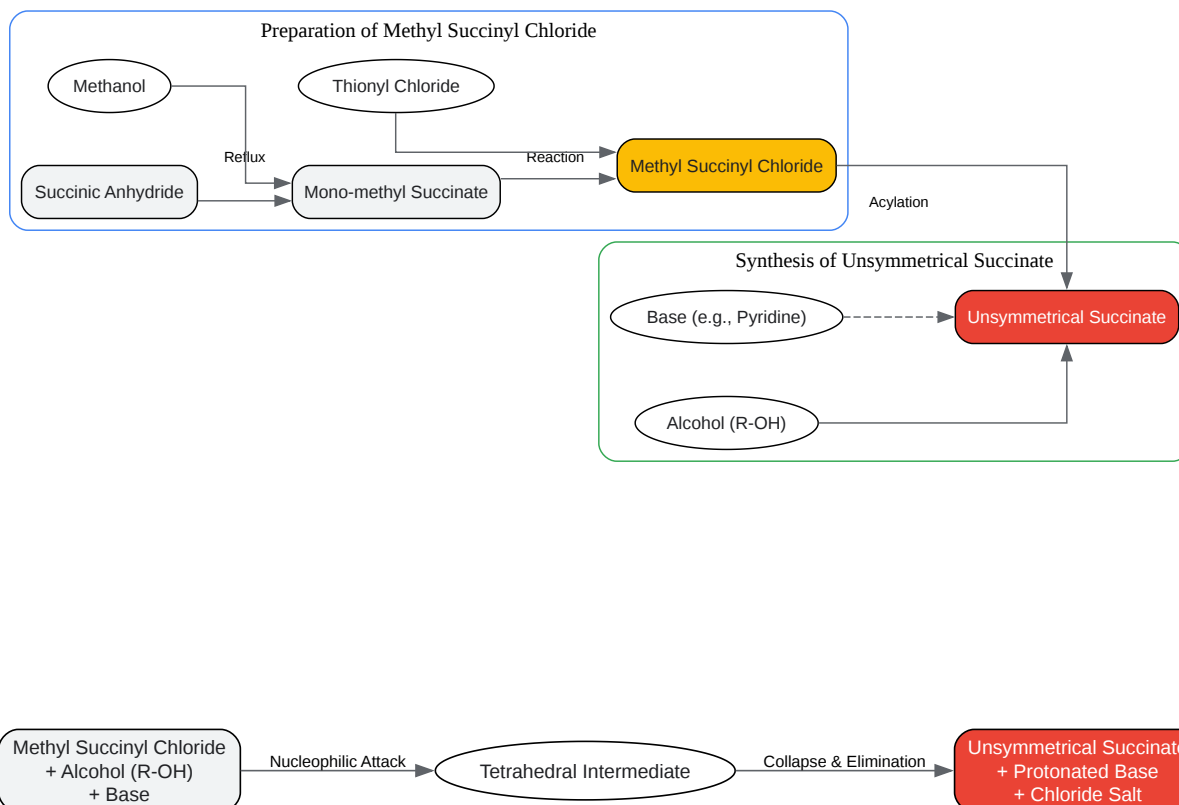 Preparation of Methyl Succinyl Chloride
Methanol
Thionyl Chloride
Reflux
Reaction
Succinic Anhydride
Mono-methyl Succinate
Methyl Succinyl Chloride
Acylation
Synthesis of Unsymmetrical Succinate
Base (e.g., Pyridine)
Unsymmetrical Succinate
Alcohol (R-OH)
Methyl Succinyl Chloride
+ Alcohol (R-OH)
+ Base
Nucleophilic Attack
Tetrahedral Intermediate
Collapse & Elimination
Unsymmetrical Succinate
+ Protonated Base
+ Chloride Salt